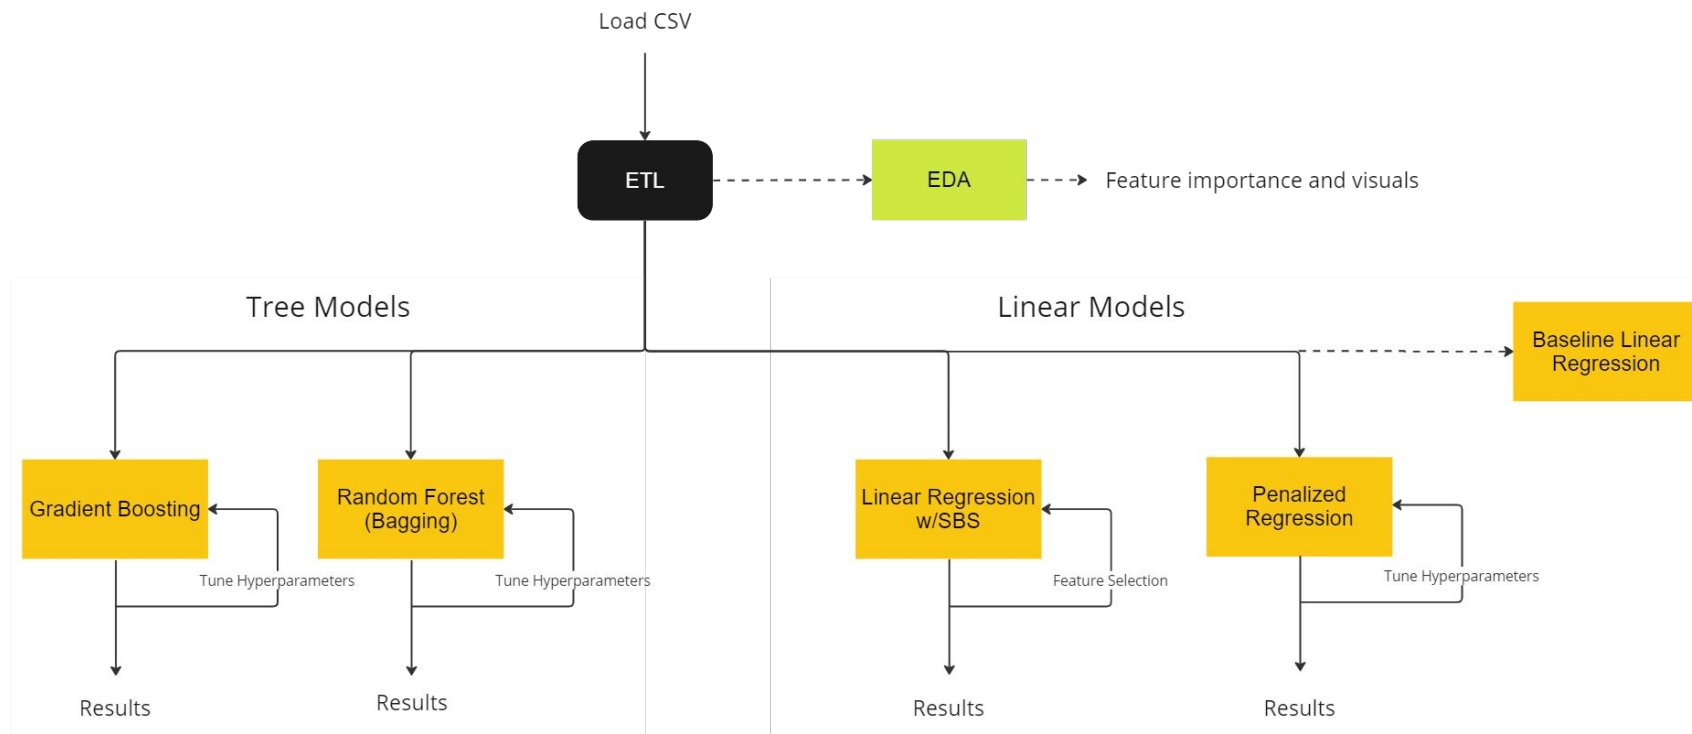 Load CSV
ETL
EDA
Feature importance and visuals
Tree Models
Linear Models
Baseline Linear
Regression
Gradient Boosting
Random Forest
(Bagging)
Linear Regression
w/SBS
Penalized
Regression
Tune Hyperparameters
Tune Hyperparameters
Feature Selection
Tune Hyperparameters
Results
Results
Results
Results